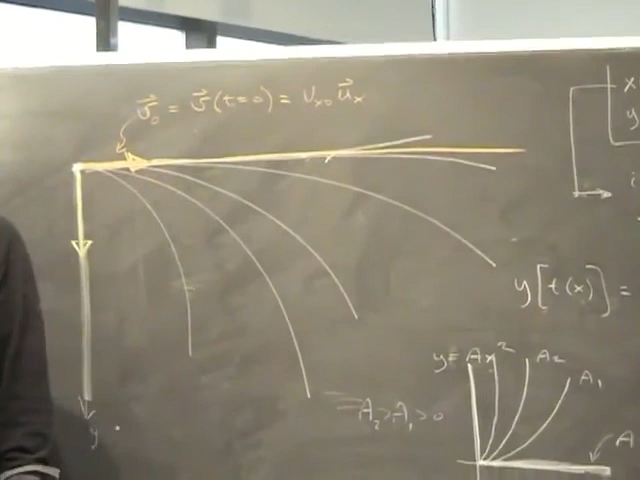 v⃗₀ = v⃗(t=0) = Vₓ₀ u⃗ₓ
x
y
y[t(x)] =
y=Ax²
A₂
A₁
A₂>A₁>0
A
y